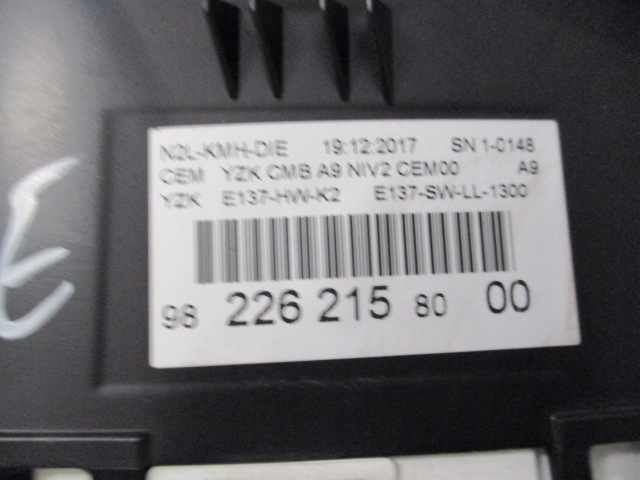 N2L-KMH-DIE 19:12:2017 SN 1-0148
CEM YZK CMB A9 NIV2 CEM00 A9
YZK E137-HW-K2 E137-SW-LL-1300
98 226 215 80 00
E